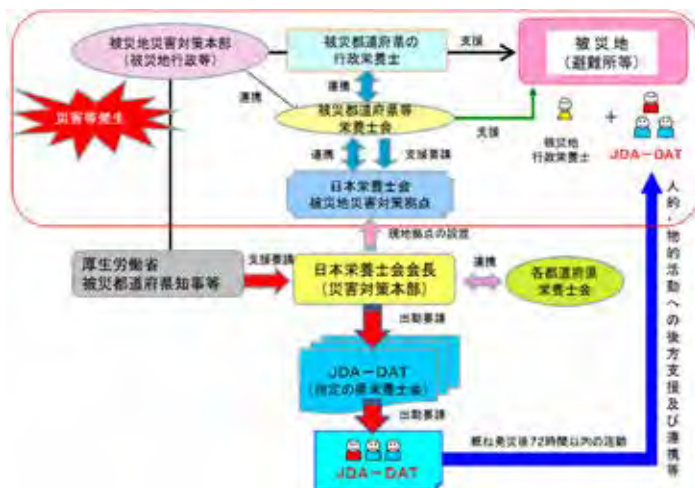 被災地災害対策本部
(被災地行政等)
被災都道府県の
行政栄養士
支援
被災地
(避難所等)
連携
災害等発生
被災都道府県等
栄養士会
支援
被災地
行政栄養士
+
JDA-DAT
連携
支援要請
日本栄養士会
被災地災害対策拠点
現地拠点の設定
厚生労働省
被災都道府県知事等
支援要請
日本栄養士会会長
(災害対策本部)
連携
各都道府県
栄養士会
出動要請
JDA-DAT
(指定の県栄養士会)
出動要請
JDA-DAT
概ね発災後72時間以内の活動
人的・物的活動への後方支援及び連携等